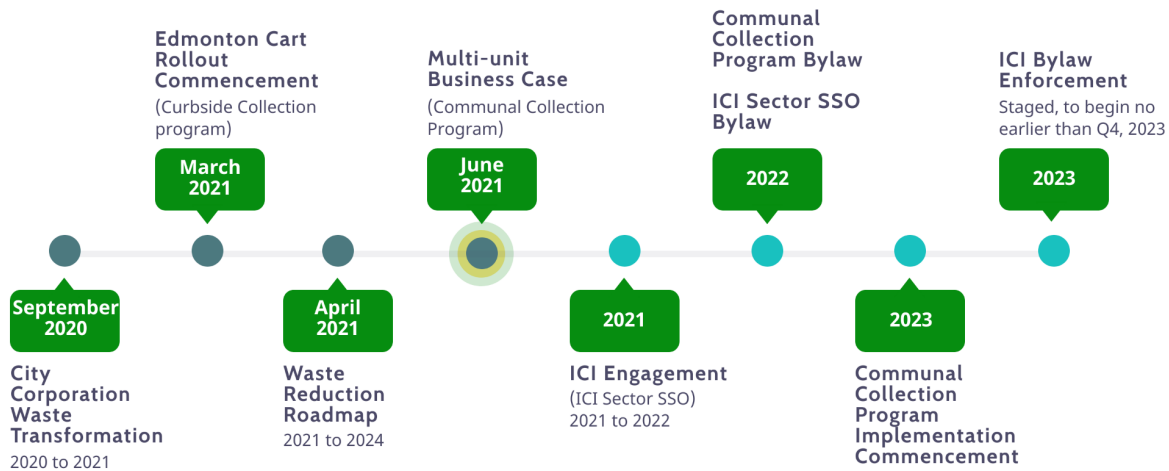 Edmonton Cart
Rollout
Commencement
(Curbside Collection
program)
March
2021
Multi-unit
Business Case
(Communal Collection
Program)
June
2021
Communal
Collection
Program Bylaw
ICI Sector SSO
Bylaw
2022
ICI Bylaw
Enforcement
Staged, to begin no
earlier than Q4, 2023
2023
September
2020
City
Corporation
Waste
Transformation
2020 to 2021
April
2021
Waste
Reduction
Roadmap
2021 to 2024
2021
ICI Engagement
(ICI Sector SSO)
2021 to 2022
2023
Communal
Collection
Program
Implementation
Commencement